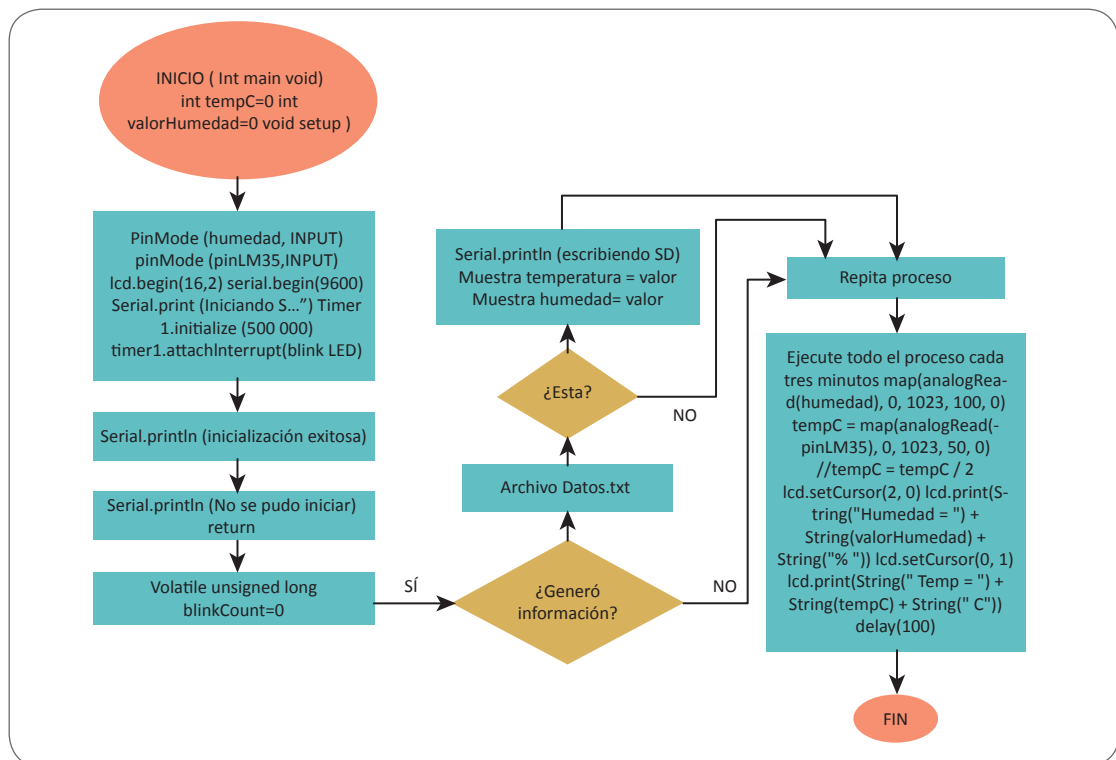 INICIO ( Int main void)
int tempC=0 int
valorHumedad=0 void setup )
PinMode (humedad, INPUT)
pinMode (pinLM35,INPUT)
lcd.begin(16,2) serial.begin(9600)
Serial.print (Iniciando S...”) Timer
1.initialize (500 000)
timer1.attachInterrupt(blink LED)
Serial.println (inicialización exitosa)
Serial.println (No se pudo iniciar)
return
Volatile unsigned long
blinkCount=0
SÍ
¿Generó
información?
NO
Archivo Datos.txt
¿Esta?
NO
Serial.println (escribiendo SD)
Muestra temperatura = valor
Muestra humedad= valor
Repita proceso
Ejecute todo el proceso cada
tres minutos map(analogRea-
d(humedad), 0, 1023, 100, 0)
tempC = map(analogRead(-
pinLM35), 0, 1023, 50, 0)
//tempC = tempC / 2
lcd.setCursor(2, 0) lcd.print(S-
tring("Humedad = ") +
String(valorHumedad) +
String("% ")) lcd.setCursor(0, 1)
lcd.print(String(" Temp = ") +
String(tempC) + String(" C"))
delay(100)
FIN